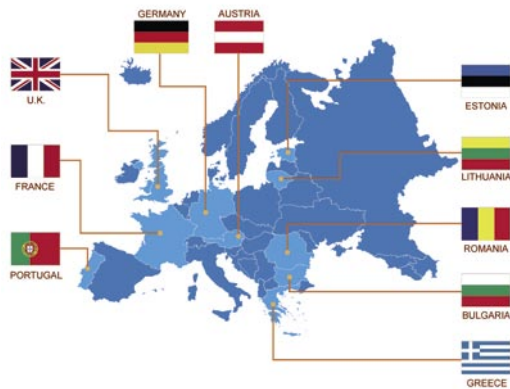 GERMANY
AUSTRIA
U.K.
ESTONIA
FRANCE
LITHUANIA
PORTUGAL
ROMANIA
BULGARIA
GREECE